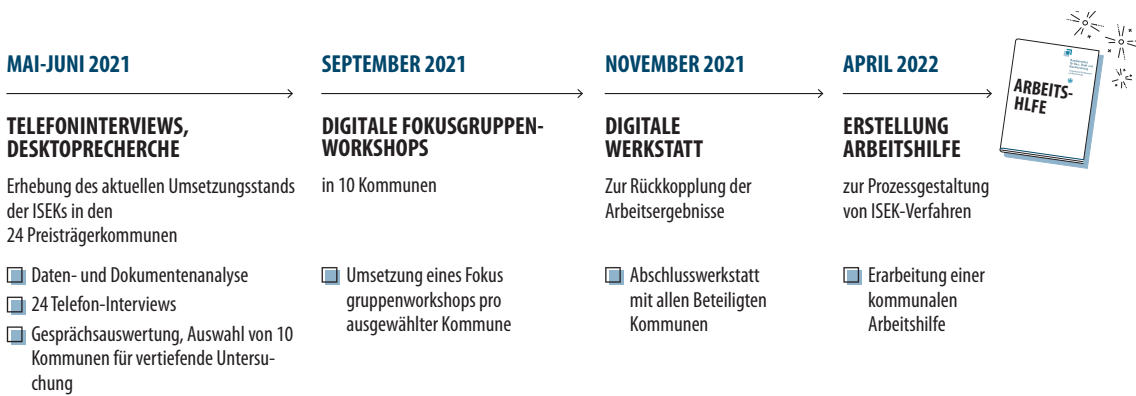 MAI-JUNI 2021
TELEFONINTERVIEWS,
DESKTOPRECHERCHE
Erhebung des aktuellen Umsetzungsstands
der ISEKs in den
24 Preisträgerkommunen
Daten- und Dokumentenanalyse
24 Telefon-Interviews
Gesprächsauswertung, Auswahl von 10
Kommunen für vertiefende Untersu-
chung
SEPTEMBER 2021
DIGITALE FOKUSGRUPPEN-
WORKSHOPS
in 10 Kommunen
Umsetzung eines Fokus
gruppenworkshops pro
ausgewählter Kommune
NOVEMBER 2021
DIGITALE
WERKSTATT
Zur Rückkopplung der
Arbeitsergebnisse
Abschlusswerkstatt
mit allen Beteiligten
Kommunen
APRIL 2022
ERSTELLUNG
ARBEITSHILFE
zur Prozessgestaltung
von ISEK-Verfahren
Erarbeitung einer
kommunalen
Arbeitshilfe
ARBEITS-
HLFE